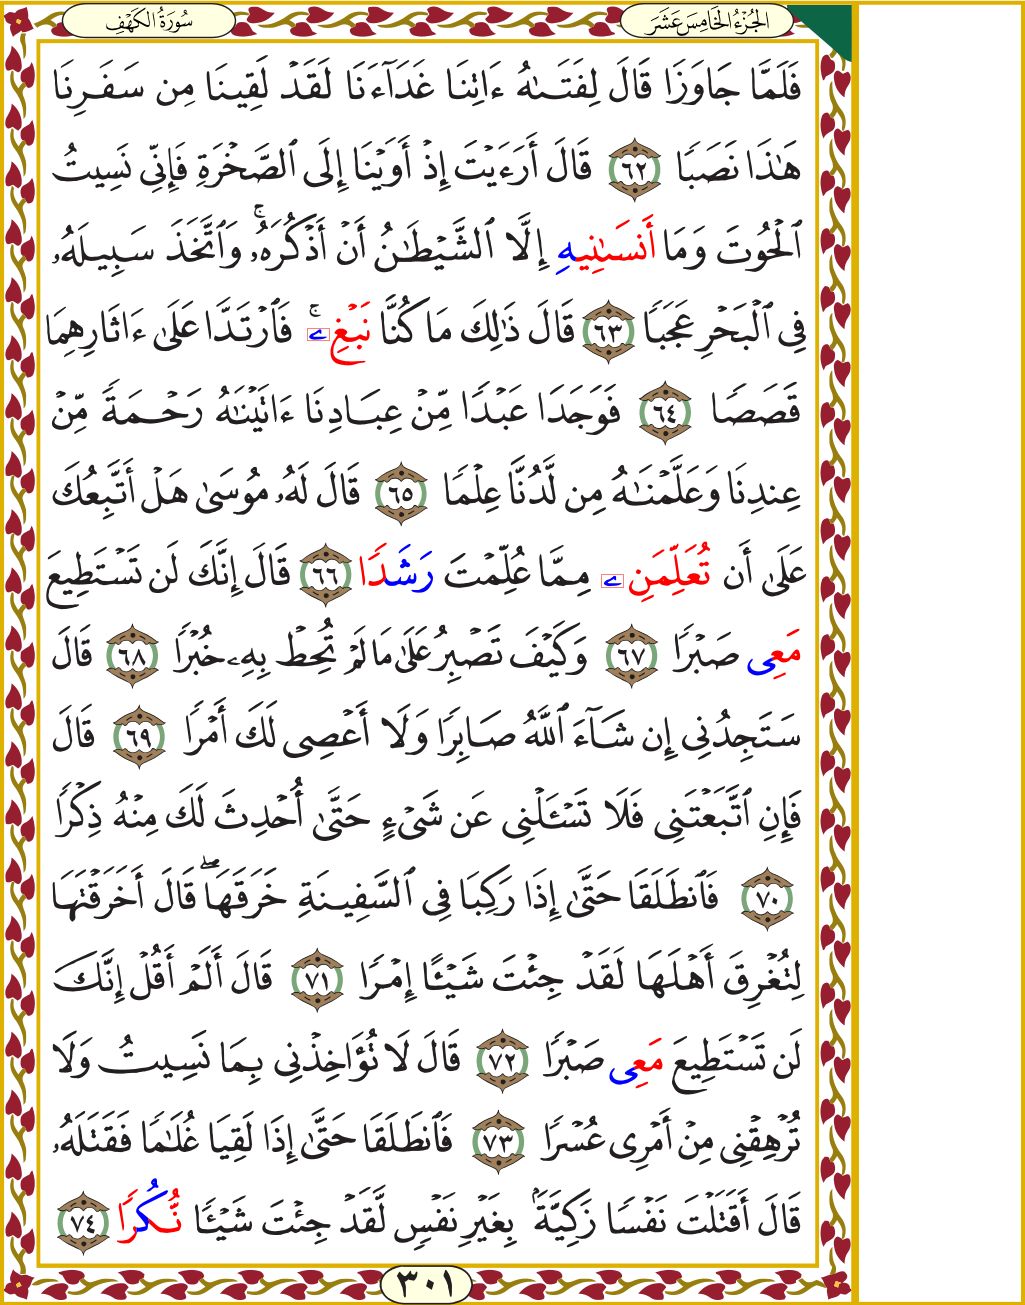 الجُزْءُ الخَامِسَ عَشَرَ
سُورَةُ الكَهْفِ
فَلَمَّا جَاوَزَا قَالَ لِفَتَىٰهُ ءَاتِنَا غَدَآءَنَا لَقَدْ لَقِينَا مِن سَفَرِنَا
هَٰذَا نَصَبًا ٦٢ قَالَ أَرَءَيْتَ إِذْ أَوَيْنَا إِلَى ٱلصَّخْرَةِ فَإِنِّي نَسِيتُ
ٱلْحُوتَ وَمَا أَنسَىٰنِيهِ إِلَّا ٱلشَّيْطَٰنُ أَنْ أَذْكُرَهُۥۚ وَٱتَّخَذَ سَبِيلَهُۥ
فِي ٱلْبَحْرِ عَجَبًا ٦٣ قَالَ ذَٰلِكَ مَا كُنَّا نَبْغِۦۚ فَٱرْتَدَّا عَلَىٰ ءَاثَارِهِمَا
قَصَصًا ٦٤ فَوَجَدَا عَبْدًا مِّنْ عِبَادِنَا ءَاتَيْنَٰهُ رَحْمَةً مِّنْ
عِندِنَا وَعَلَّمْنَٰهُ مِن لَّدُنَّا عِلْمًا ٦٥ قَالَ لَهُۥ مُوسَىٰ هَلْ أَتَّبِعُكَ
عَلَىٰ أَن تُعَلِّمَنِۦ مِمَّا عُلِّمْتَ رَشَدًا ٦٦ قَالَ إِنَّكَ لَن تَسْتَطِيعَ
مَعِى صَبْرًا ٦٧ وَكَيْفَ تَصْبِرُ عَلَىٰ مَا لَمْ تُحِطْ بِهِۦ خُبْرًا ٦٨ قَالَ
سَتَجِدُنِى إِن شَآءَ ٱللَّهُ صَابِرًا وَلَا أَعْصِى لَكَ أَمْرًا ٦٩ قَالَ
فَإِنِ ٱتَّبَعْتَنِى فَلَا تَسْـَٔلْنِى عَن شَىْءٍ حَتَّىٰ أُحْدِثَ لَكَ مِنْهُ ذِكْرًا
٧٠ فَٱنطَلَقَا حَتَّىٰ إِذَا رَكِبَا فِى ٱلسَّفِينَةِ خَرَقَهَاۖ قَالَ أَخَرَقْتَهَا
لِتُغْرِقَ أَهْلَهَا لَقَدْ جِئْتَ شَيْـًٔا إِمْرًا ٧١ قَالَ أَلَمْ أَقُلْ إِنَّكَ
لَن تَسْتَطِيعَ مَعِى صَبْرًا ٧٢ قَالَ لَا تُؤَاخِذْنِى بِمَا نَسِيتُ وَلَا
تُرْهِقْنِى مِنْ أَمْرِى عُسْرًا ٧٣ فَٱنطَلَقَا حَتَّىٰ إِذَا لَقِيَا غُلَٰمًا فَقَتَلَهُۥ
قَالَ أَقَتَلْتَ نَفْسًا زَكِيَّةًۢ بِغَيْرِ نَفْسٍ لَّقَدْ جِئْتَ شَيْـًٔا نُّكُرًا ٧٤
٣٠١